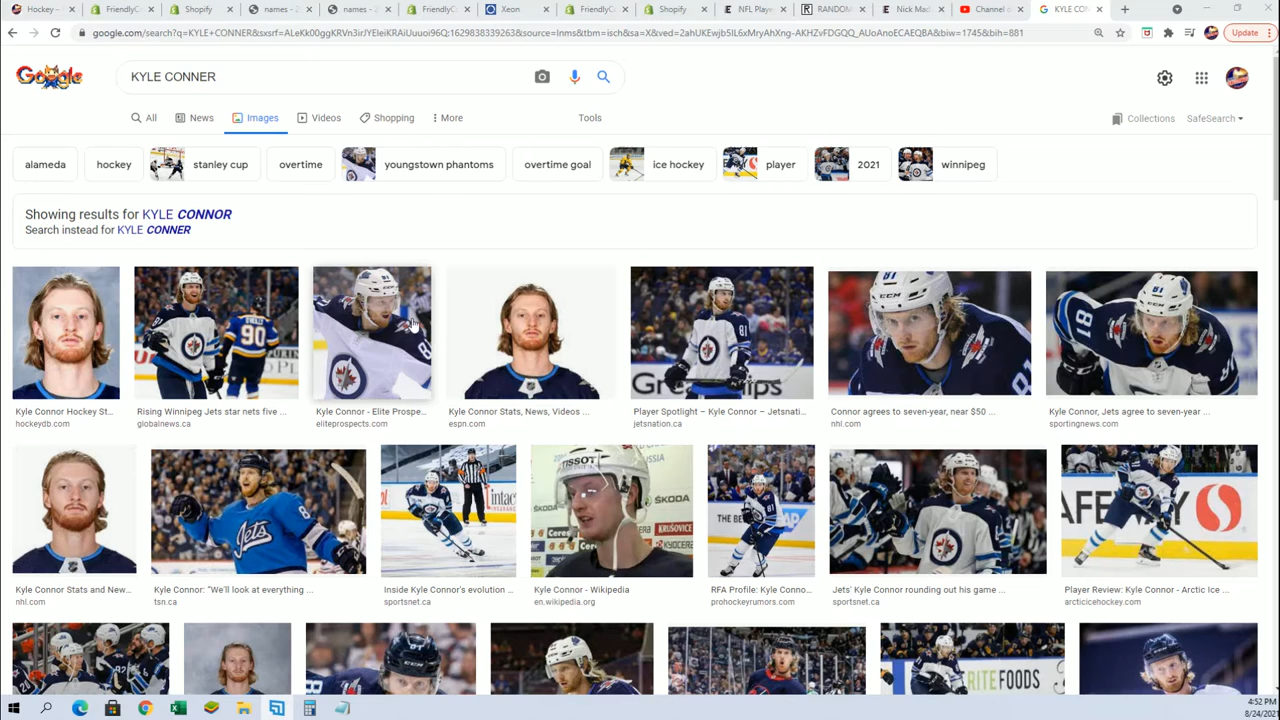 Hockey –
FriendlyC
Shopify
names - 2
names - 2
FriendlyC
Xeon
FriendlyC
Shopify
NFL Playe
RANDOM
Nick Mad
Channel c
KYLE CON
google.com/search?q=KYLE+CONNER&sxsrf=ALeKk00ggKRVn3irJYEleiKRAiUuuoi96Q:1629838339263&source=lnms&tbm=isch&sa=X&ved=2ahUKEwjb5IL6xMryAhXng-AKHZvFDGQQ_AUoAnoECAEQBA&biw=1745&bih=881
Update
Google
KYLE CONNER
All
News
Images
Videos
Shopping
More
Tools
Collections
SafeSearch
alameda
hockey
stanley cup
overtime
youngstown phantoms
overtime goal
ice hockey
player
2021
winnipeg
Showing results for KYLE CONNOR
Search instead for KYLE CONNER
Kyle Connor Hockey St...
hockeydb.com
Rising Winnipeg Jets star nets five ...
globalnews.ca
Kyle Connor - Elite Prospe...
eliteprospects.com
Kyle Connor Stats, News, Videos ...
espn.com
Player Spotlight – Kyle Connor – Jetsnati...
jetsnation.ca
Connor agrees to seven-year, near $50 ...
nhl.com
Kyle Connor, Jets agree to seven-year ...
sportingnews.com
Kyle Connor Stats and New...
nhl.com
Kyle Connor: "We'll look at everything ...
tsn.ca
Inside Kyle Connor's evolution ...
sportsnet.ca
Kyle Connor - Wikipedia
en.wikipedia.org
RFA Profile: Kyle Conno...
prohockeyrumors.com
Jets' Kyle Connor rounding out his game ...
sportsnet.ca
Player Review: Kyle Connor - Arctic Ice ...
arcticicehockey.com
4:52 PM
8/24/2021